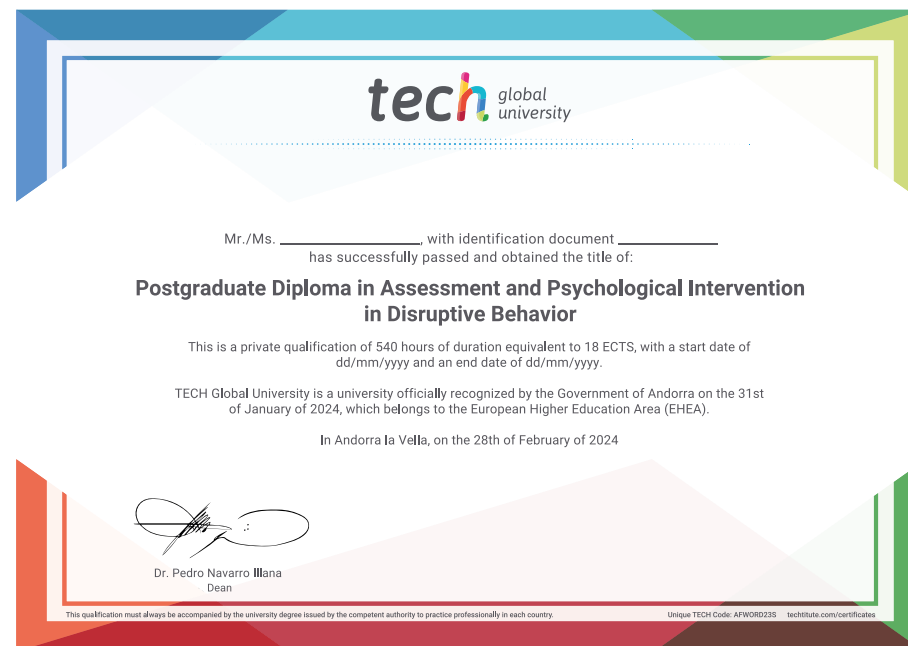 tech global
university
Mr./Ms. ____________________, with identification document ______________
has successfully passed and obtained the title of:
Postgraduate Diploma in Assessment and Psychological Intervention
in Disruptive Behavior
This is a private qualification of 540 hours of duration equivalent to 18 ECTS, with a start date of
dd/mm/yyyy and an end date of dd/mm/yyyy.
TECH Global University is a university officially recognized by the Government of Andorra on the 31st
of January of 2024, which belongs to the European Higher Education Area (EHEA).
In Andorra la Vella, on the 28th of February of 2024
Dr. Pedro Navarro Illana
Dean
This qualification must always be accompanied by the university degree issued by the competent authority to practice professionally in each country.
Unique TECH Code: AFWORD23S techtitute.com/certificates